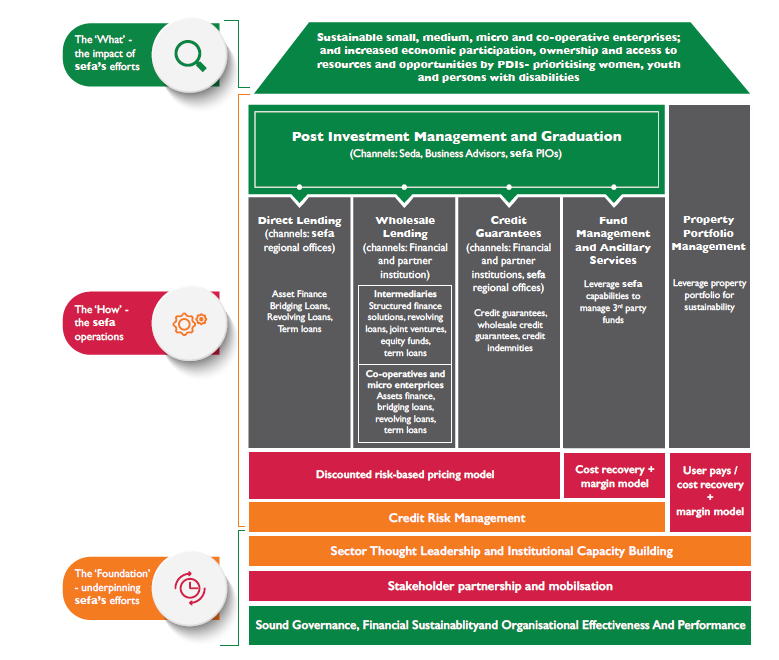 The ‘What’ -
the impact of
sefa’s efforts
Sustainable small, medium, micro and co-operative enterprises;
and increased economic participation, ownership and access to
resources and opportunities by PDIs- prioritising women, youth
and persons with disabilities
Post Investment Management and Graduation
(Channels: Seda, Business Advisors, sefa PIOs)
The ‘How’ -
the sefa
operations
Direct Lending
(channels: sefa
regional offices)
Asset Finance
Bridging Loans,
Revolving Loans,
Term loans
Wholesale
Lending
(channels: Financial
and partner
institution)
Intermediaries
Structured finance
solutions, revolving
loans, joint ventures,
equity funds,
term loans
Co-operatives and
micro enterprices
Assets finance,
bridging loans,
revolving loans,
term loans
Credit
Guarantees
(channels: Financial
and partner
institutions, sefa
regional offices)
Credit guarantees,
wholesale credit
guarantees, credit
indemnities
Fund
Management
and Ancillary
Services
Leverage sefa
capabilities to
manage 3rd party
funds
Property
Portfolio
Management
Leverage property
portfolio for
sustainability
Discounted risk-based pricing model
Cost recovery +
margin model
User pays /
cost recovery
+
margin model
Credit Risk Management
The ‘Foundation’
- underpinning
sefa’s efforts
Sector Thought Leadership and Institutional Capacity Building
Stakeholder partnership and mobilsation
Sound Governance, Financial Sustainablityand Organisational Effectiveness And Performance